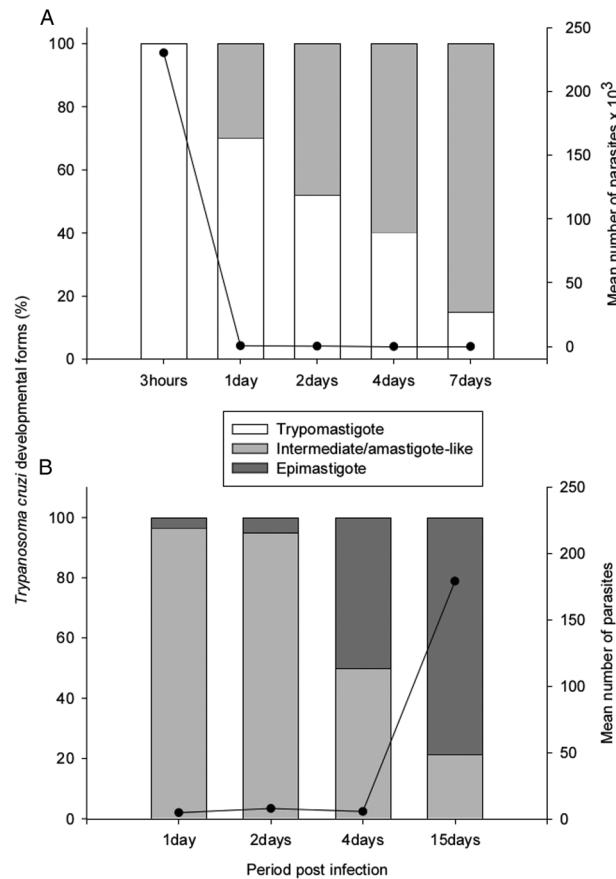 A
100
80
60
40
20
0
250
200
150
100
50
0
3hours 1day 2days 4days 7days
Mean number of parasites x 10³
Trypanosoma cruzi developmental forms (%)
Trypomastigote
Intermediate/amastigote-like
Epimastigote
B
100
80
60
40
20
0
250
200
150
100
50
0
1day 2days 4days 15days
Mean number of parasites
Period post infection